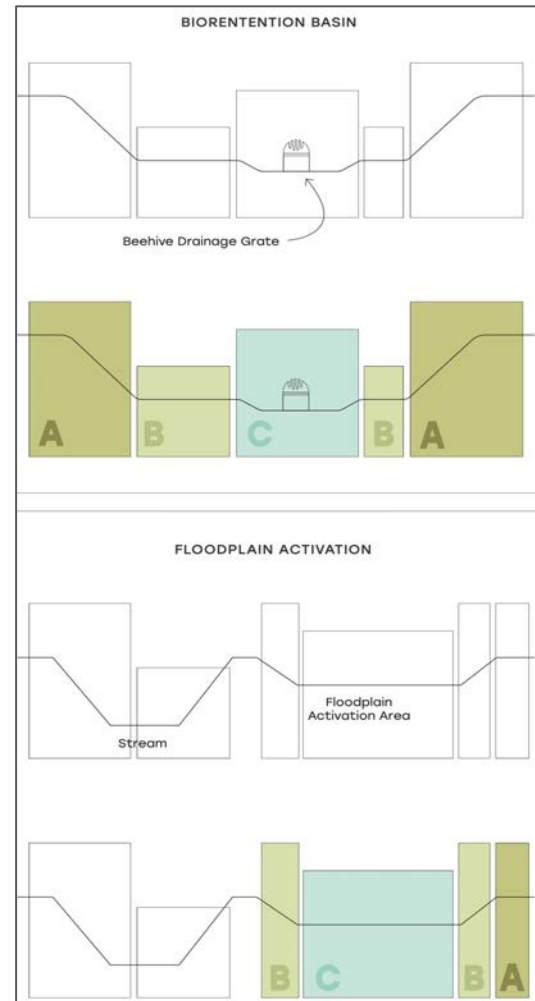 BIORENTENTION BASIN
Beehive Drainage Grate
A B C B A
FLOODPLAIN ACTIVATION
Floodplain
Activation Area
Stream
B C B A